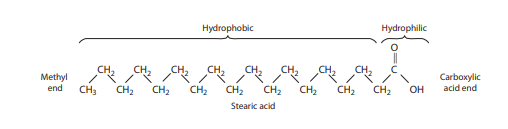 Hydrophobic Hydrophilic
O
CH₂ CH₂ CH₂ CH₂ CH₂ CH₂ CH₂ CH₂ C
Methyl end
CH₃ CH₂ CH₂ CH₂ CH₂ CH₂ CH₂ CH₂ CH₂ OH
Carboxylic
acid end
Stearic acid